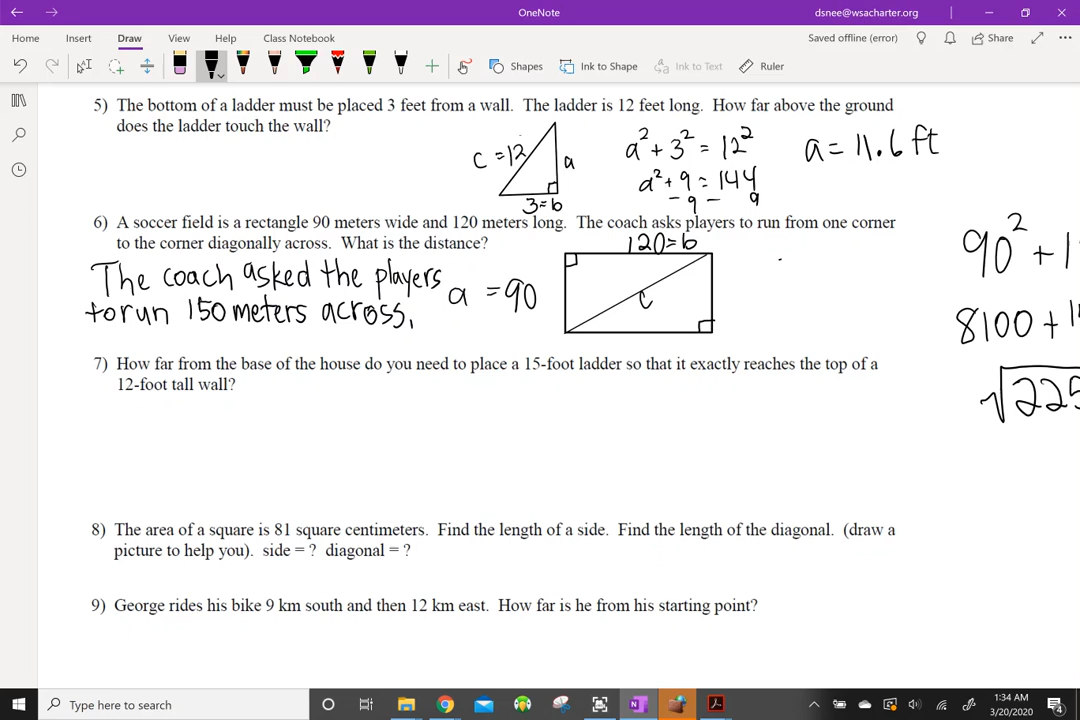 OneNote
dsnee@wsacharter.org
Home Insert Draw View Help Class Notebook
Saved offline (error) Share
Shapes Ink to Shape Ink to Text Ruler
5) The bottom of a ladder must be placed 3 feet from a wall. The ladder is 12 feet long. How far above the ground
does the ladder touch the wall?
c = 12 a
3 = b
a² + 3² = 12²
a² + 9 = 144
- 9 - 9
a = 11.6 ft
6) A soccer field is a rectangle 90 meters wide and 120 meters long. The coach asks players to run from one corner
to the corner diagonally across. What is the distance?
The coach asked the players
to run 150 meters across.
120 = b
a = 90
c
90² + 1
8100 + 1
√225
7) How far from the base of the house do you need to place a 15-foot ladder so that it exactly reaches the top of a
12-foot tall wall?
8) The area of a square is 81 square centimeters. Find the length of a side. Find the length of the diagonal. (draw a
picture to help you). side = ? diagonal = ?
9) George rides his bike 9 km south and then 12 km east. How far is he from his starting point?
Type here to search
1:34 AM
3/20/2020
4